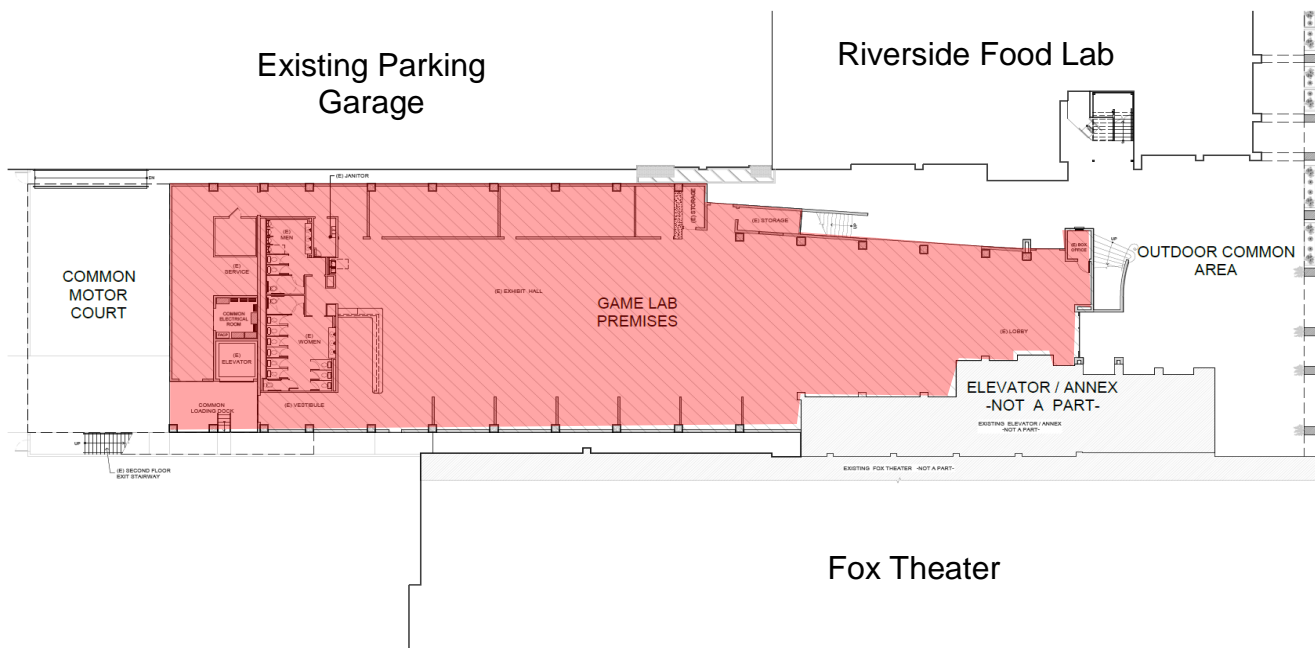 Existing Parking
Garage
Riverside Food Lab
(E) JANITOR
(E) STORAGE
(E) STORAGE
UP
(E)
MEN
(E) BOX
OFFICE
UP
OUTDOOR COMMON
AREA
COMMON
MOTOR
COURT
(E)
SERVICE
(E) EXHIBIT HALL
GAME LAB
PREMISES
COMMON
ELECTRICAL
ROOM
(E)
WOMEN
(E) LOBBY
(E)
ELEVATOR
ELEVATOR / ANNEX
-NOT A PART-
EXISTING ELEVATOR / ANNEX
-NOT A PART-
COMMON
LOADING DOCK
(E) VESTIBULE
UP
(E) SECOND FLOOR
EXIT STAIRWAY
EXISTING FOX THEATER -NOT A PART-
Fox Theater